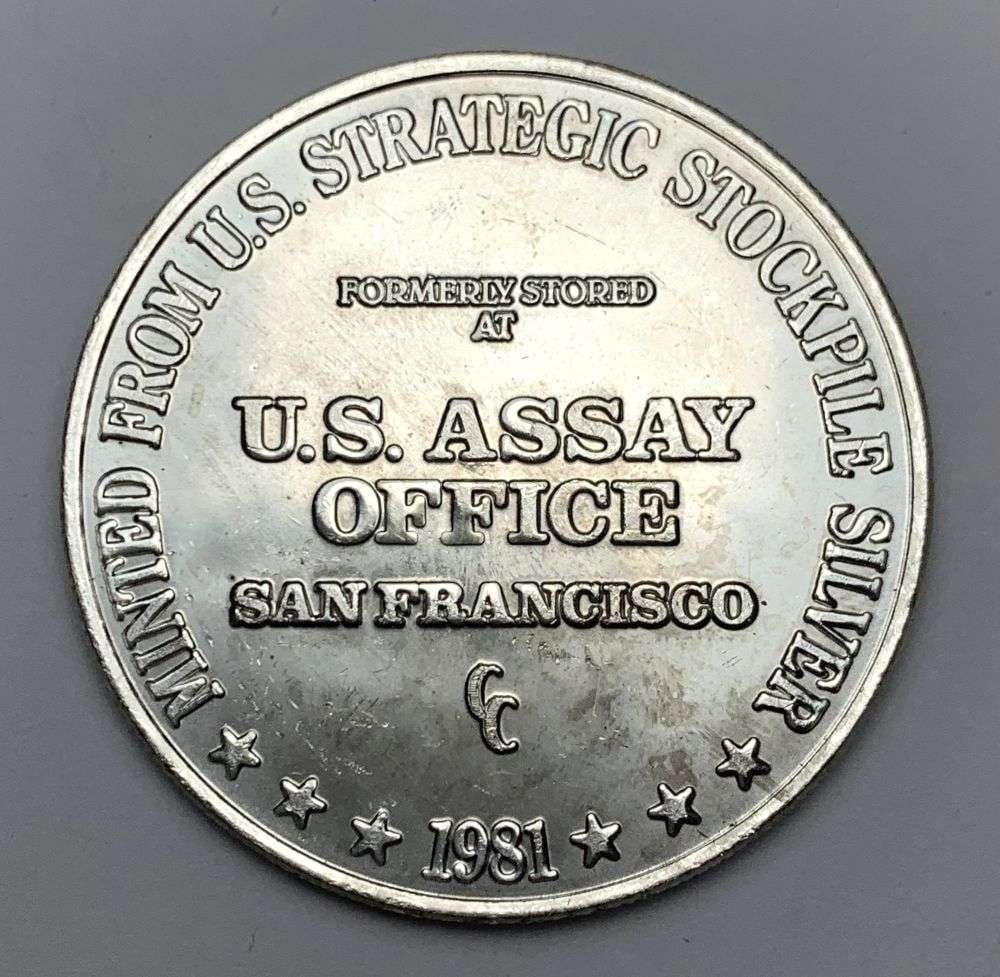 MINTED FROM U.S. STRATEGIC STOCKPILE SILVER
FORMERLY STORED
AT
U.S. ASSAY
OFFICE
SAN FRANCISCO
CC
1981